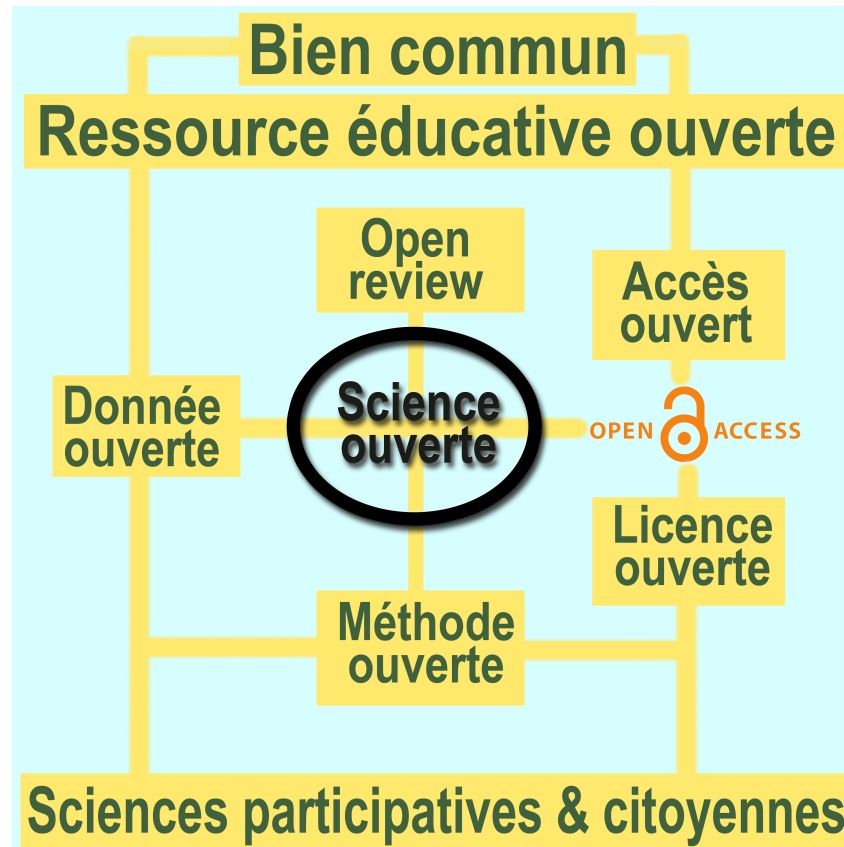 Bien commun
Ressource éducative ouverte
Open
review
Accès
ouvert
Donnée
ouverte
Science
ouverte
OPEN ACCESS
Licence
ouverte
Méthode
ouverte
Sciences participatives & citoyennes